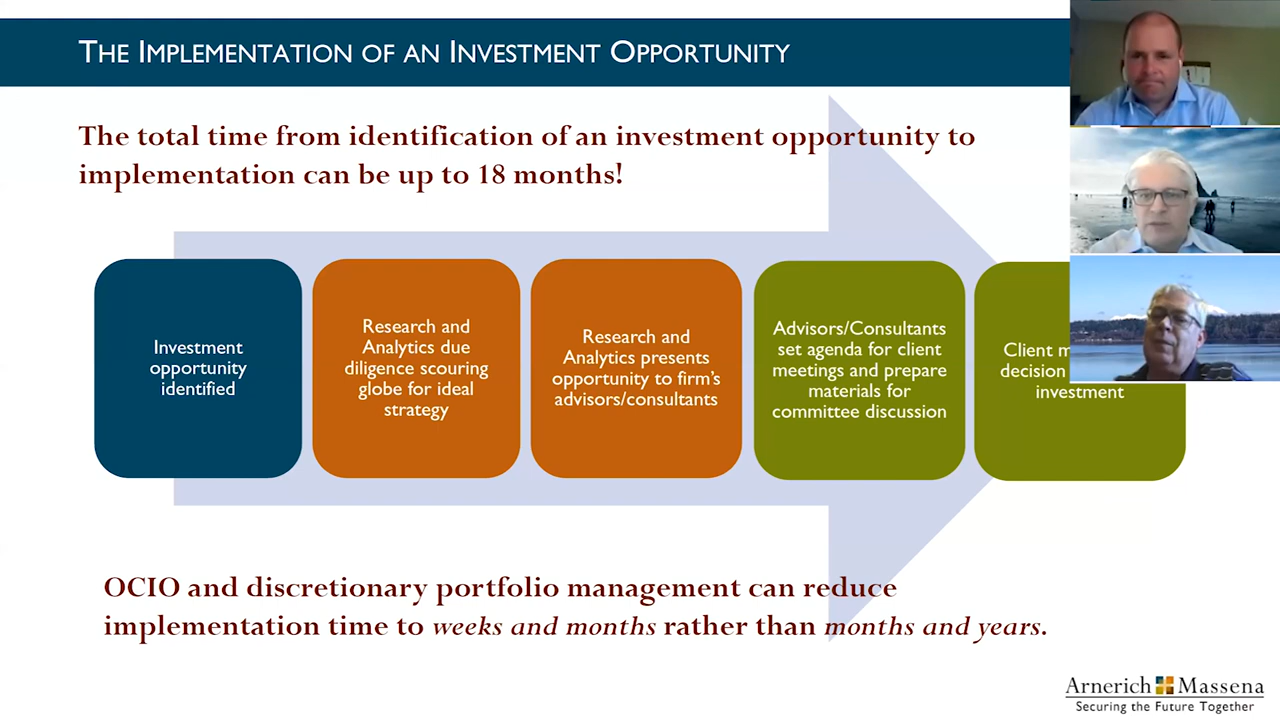 THE IMPLEMENTATION OF AN INVESTMENT OPPORTUNITY
The total time from identification of an investment opportunity to
implementation can be up to 18 months!
Investment
opportunity
identified
Research and
Analytics due
diligence scouring
globe for ideal
strategy
Research and
Analytics presents
opportunity to firm's
advisors/consultants
Advisors/Consultants
set agenda for client
meetings and prepare
materials for
committee discussion
Client
decision
investment
OCIO and discretionary portfolio management can reduce
implementation time to weeks and months rather than months and years.
Arnerich Massena
Securing the Future Together